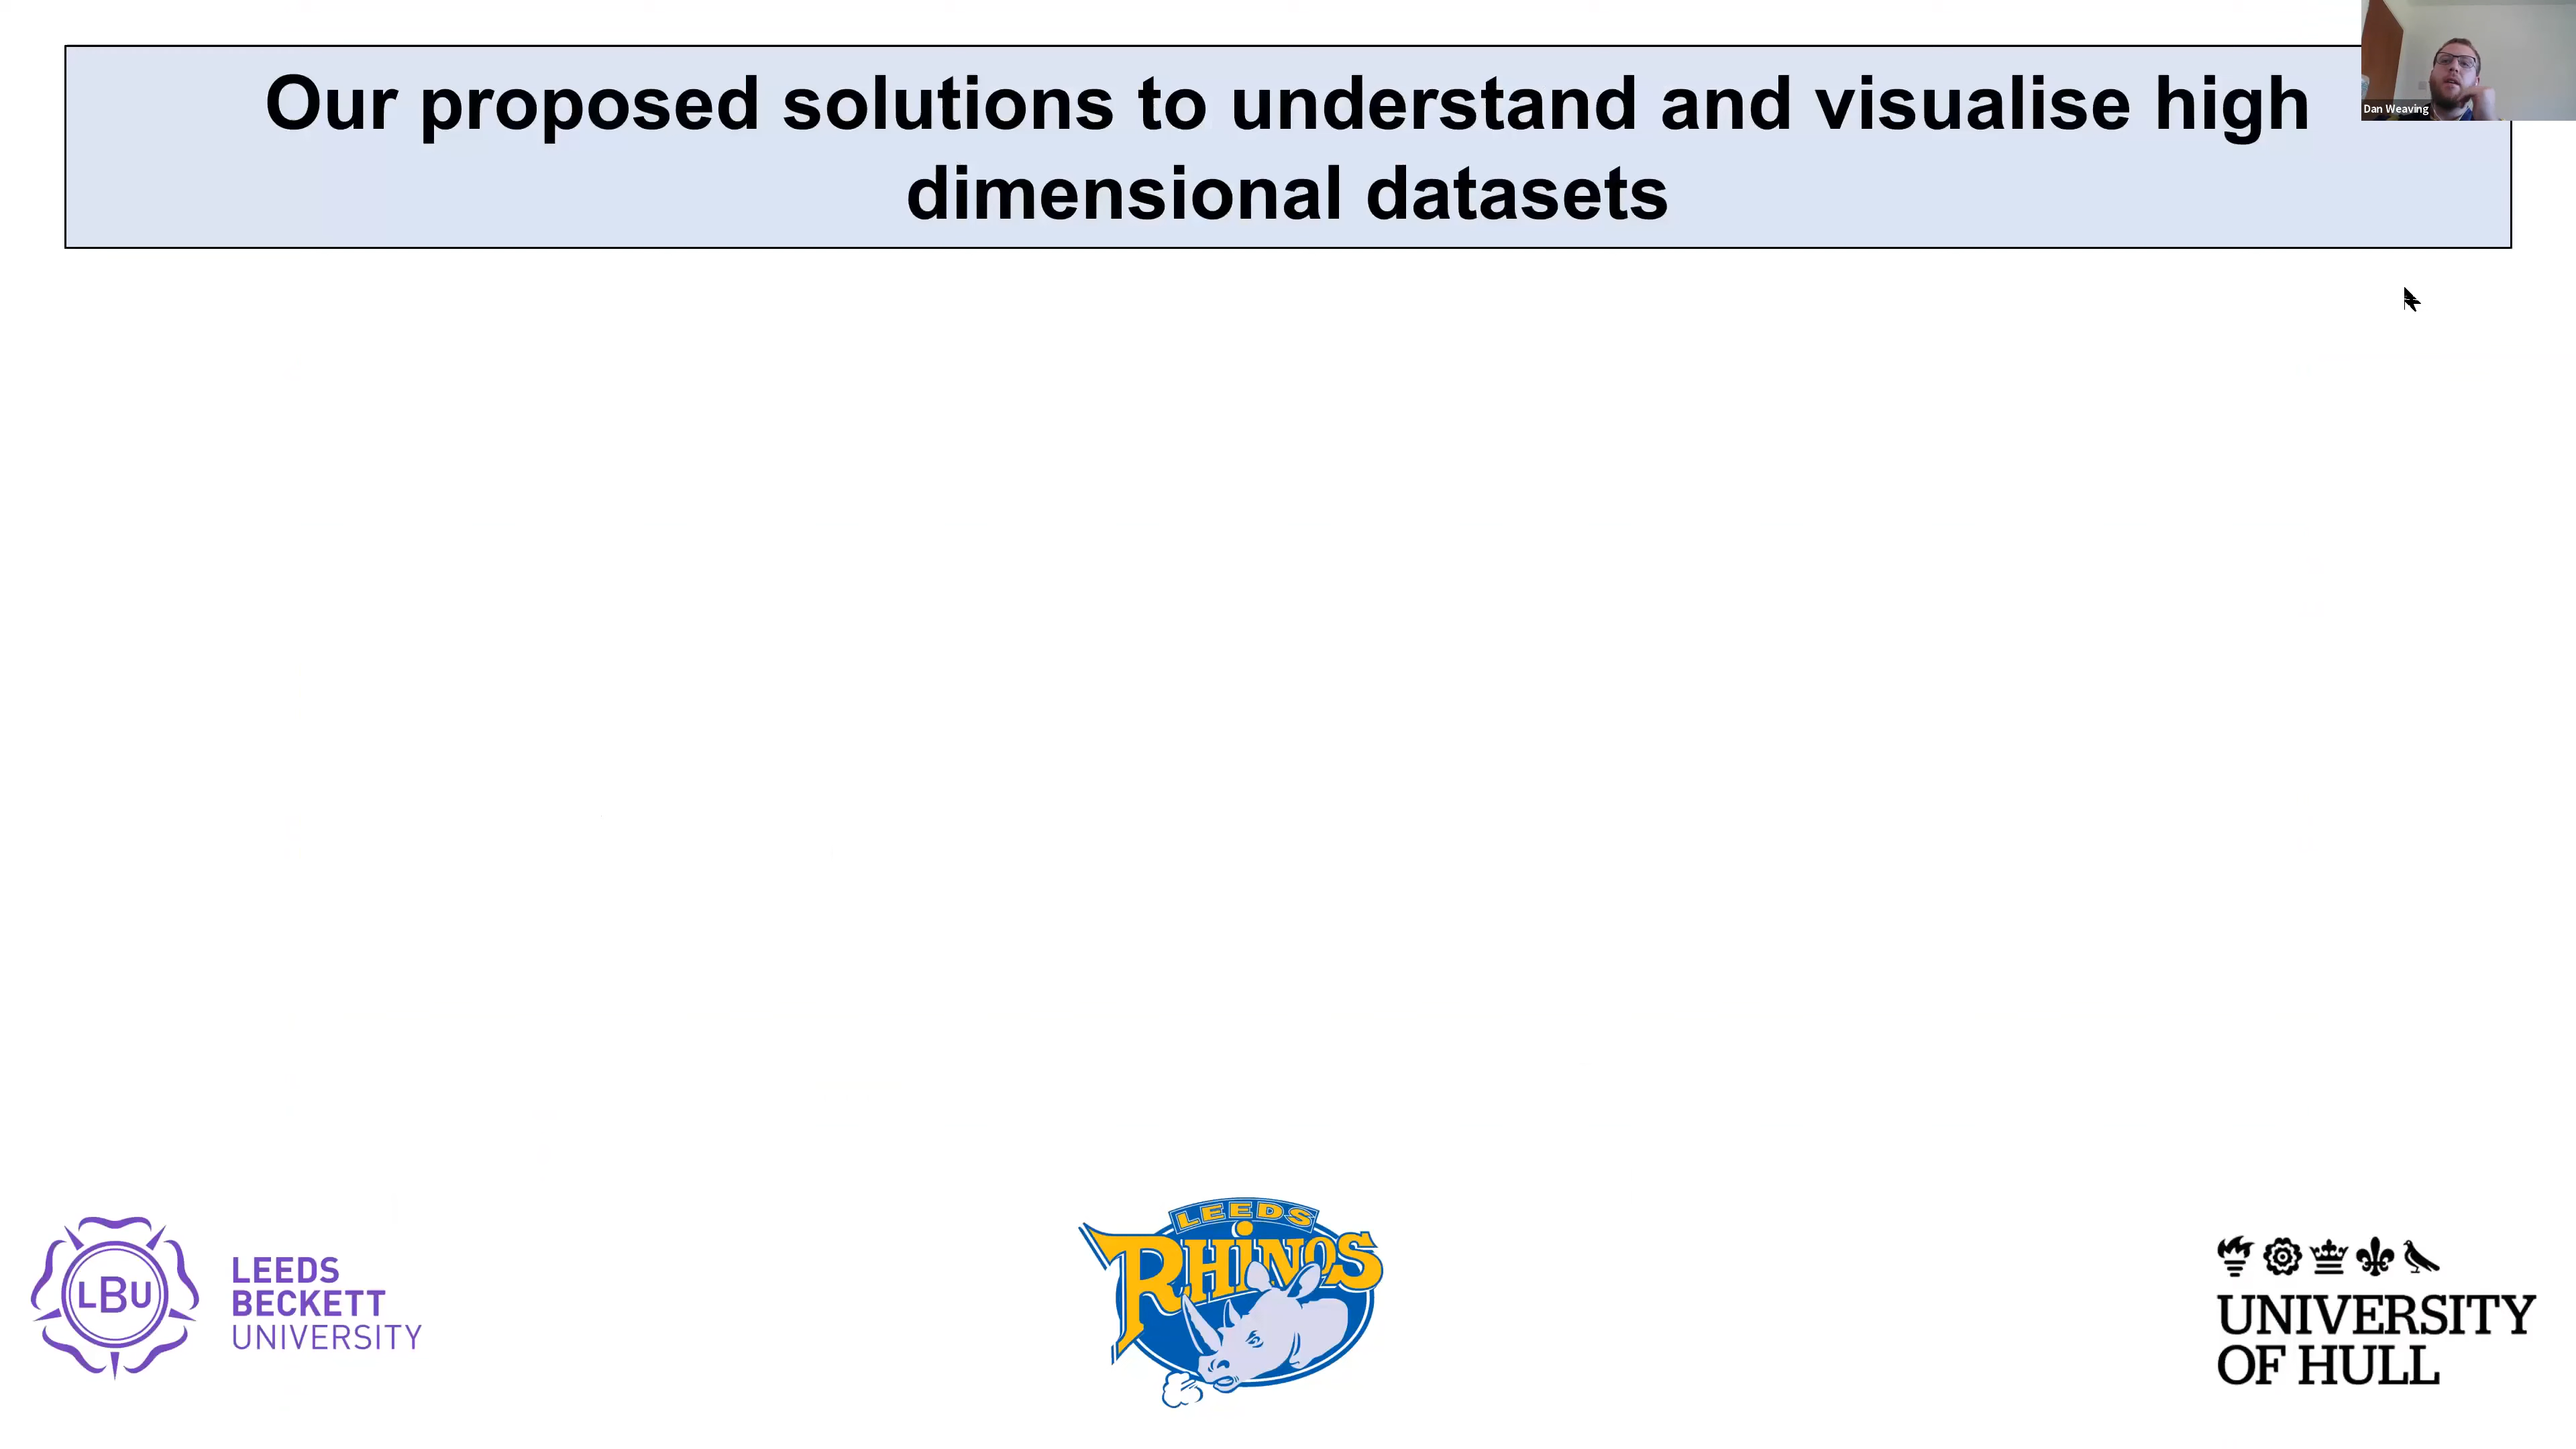 Our proposed solutions to understand and visualise high
dimensional datasets
Dan Weaving
LBU
LEEDS
BECKETT
UNIVERSITY
LEEDS
RHINOS
UNIVERSITY
OF HULL